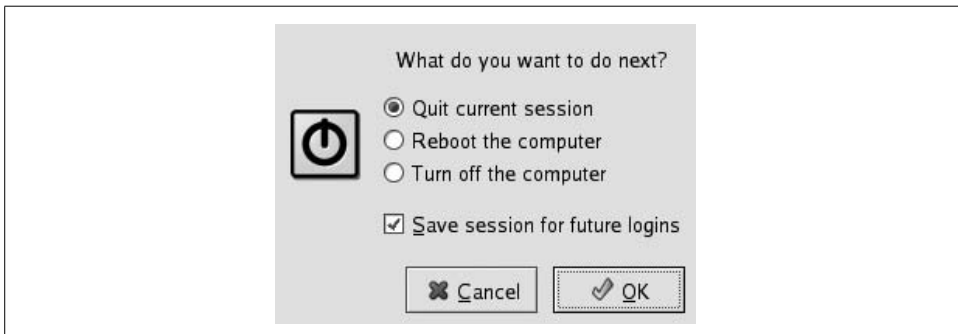 What do you want to do next?
Quit current session
Reboot the computer
Turn off the computer
Save session for future logins
Cancel
OK